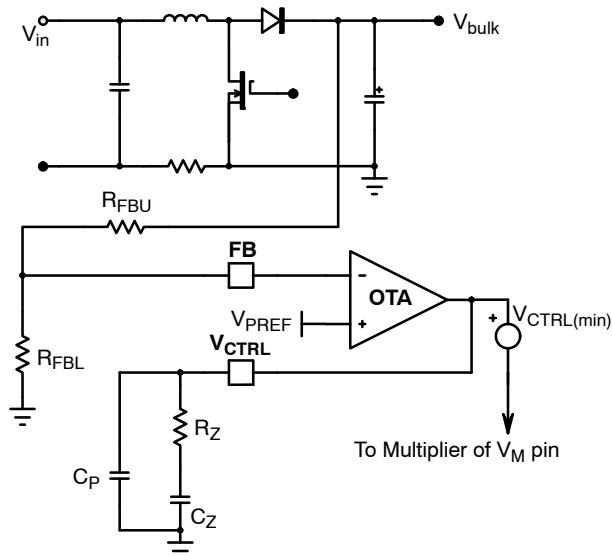 V_in
V_bulk
R_FBU
FB
OTA
V_PREF
V_CTRL(min)
R_FBL
V_CTRL
R_Z
To Multiplier of V_M pin
C_P
C_Z